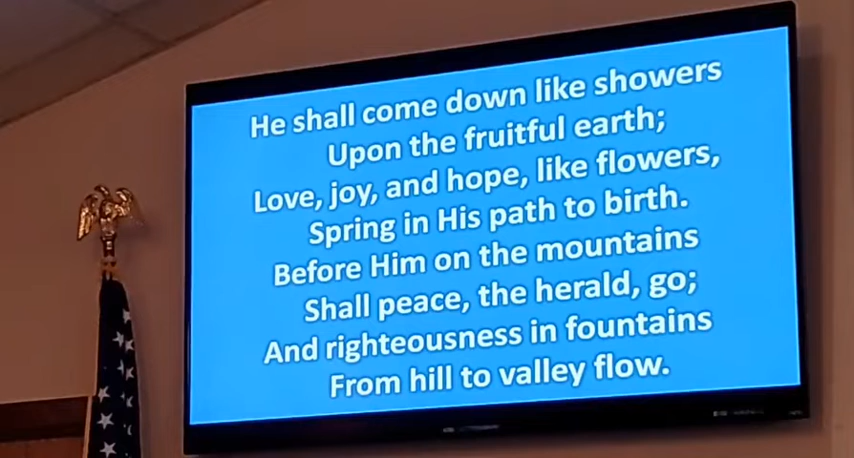 He shall come down like showers
Upon the fruitful earth;
Love, joy, and hope, like flowers,
Spring in His path to birth.
Before Him on the mountains
Shall peace, the herald, go;
And righteousness in fountains
From hill to valley flow.